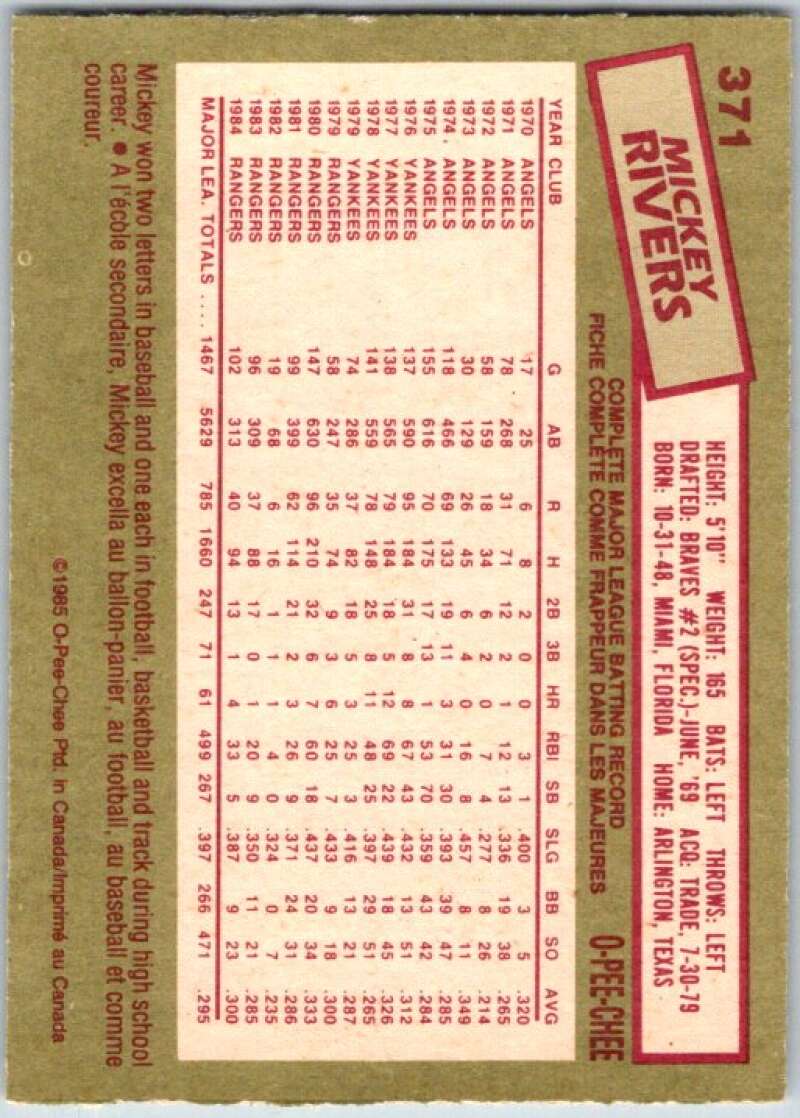 371
MICKEY
RIVERS
HEIGHT: 5'10" WEIGHT: 165 BATS: LEFT THROWS: LEFT
DRAFTED: BRAVES #2 (SPEC.)-JUNE, '69 ACQ: TRADE, 7-30-79
BORN: 10-31-48, MIAMI, FLORIDA HOME: ARLINGTON, TEXAS
COMPLETE MAJOR LEAGUE BATTING RECORD
FICHE COMPLÈTE COMME FRAPPEUR DANS LES MAJEURES
O-PEE-CHEE
YEAR CLUB G AB R H 2B 3B HR RBI SB SLG BB SO AVG
1970 ANGELS 17 25 6 8 2 0 0 3 1 .400 3 5 .320
1971 ANGELS 78 268 31 71 12 2 1 12 13 .336 19 38 .265
1972 ANGELS 58 159 18 34 6 2 0 7 4 .277 8 26 .214
1973 ANGELS 30 129 26 45 6 4 0 16 8 .457 8 11 .349
1974 ANGELS 118 466 69 133 19 11 3 31 30 .393 39 47 .285
1975 ANGELS 155 616 70 175 17 13 1 53 70 .359 43 42 .284
1976 YANKEES 137 590 95 184 31 8 8 67 43 .432 13 51 .312
1977 YANKEES 138 565 79 184 18 5 12 69 22 .439 18 45 .326
1978 YANKEES 141 559 78 148 25 8 11 48 25 .397 29 51 .265
1979 YANKEES 74 286 37 82 18 5 3 25 3 .416 13 21 .287
1979 RANGERS 58 247 35 74 9 3 6 25 7 .433 9 18 .300
1980 RANGERS 147 630 96 210 32 6 7 60 18 .437 20 34 .333
1981 RANGERS 99 399 62 114 21 2 3 26 9 .371 24 31 .286
1982 RANGERS 19 68 6 16 1 1 1 4 0 .324 0 7 .235
1983 RANGERS 96 309 37 88 17 0 1 20 9 .350 11 21 .285
1984 RANGERS 102 313 40 94 13 1 4 33 5 .387 9 23 .300
MAJOR LEA. TOTALS .... 1467 5629 785 1660 247 71 61 499 267 .397 266 471 .295
Mickey won two letters in baseball and one each in football, basketball and track during high school
career. ● A l'école secondaire, Mickey excella au ballon-panier, au football, au baseball et comme
coureur.
©1985 O-Pee-Chee Ptd. in Canada/Imprimé au Canada